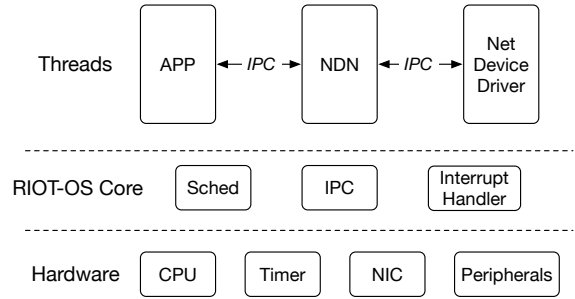 Threads
APP
IPC
NDN
IPC
Net
Device
Driver
RIOT-OS Core
Sched
IPC
Interrupt
Handler
Hardware
CPU
Timer
NIC
Peripherals